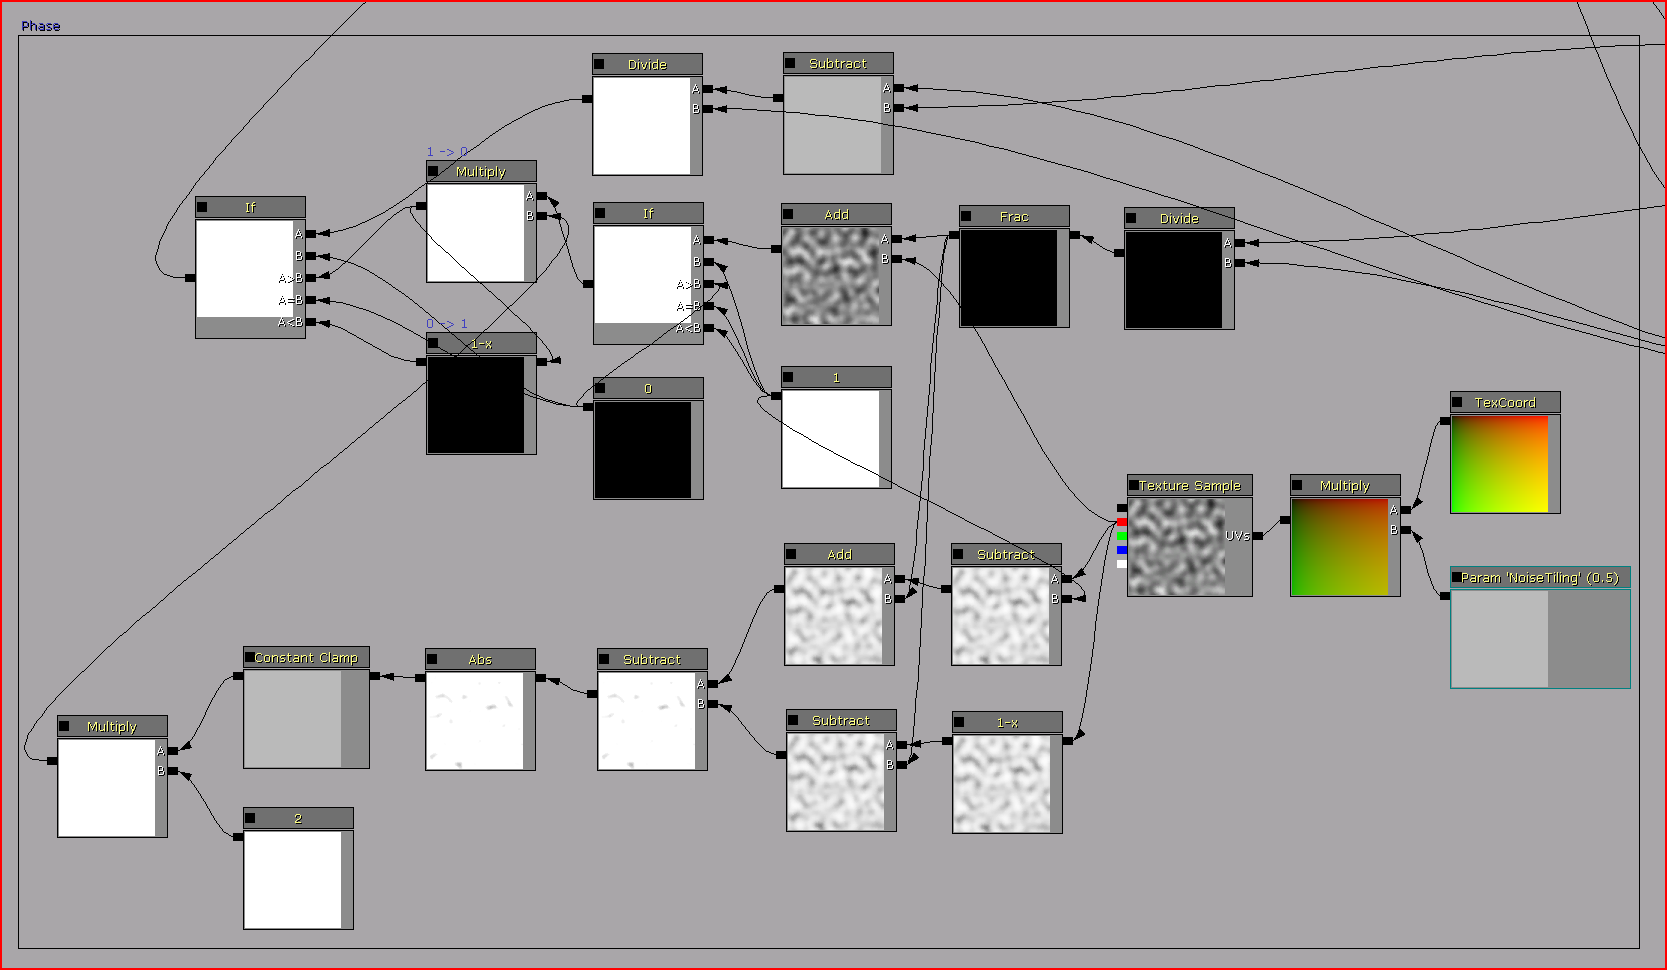 Phase
Divide
A
B
Subtract
A
B
1 -> 0
Multiply
A
B
If
A
B
A>B
A=B
A<B
If
A
B
A>B
A=B
A<B
Add
A
B
Frac
Divide
A
B
0 -> 1
1-x
0
1
TexCoord
Texture Sample
UVs
Multiply
A
B
Param 'NoiseTiling' (0.5)
Add
A
B
Subtract
A
B
Constant Clamp
Abs
Subtract
A
B
Subtract
A
B
1-x
Multiply
A
B
2